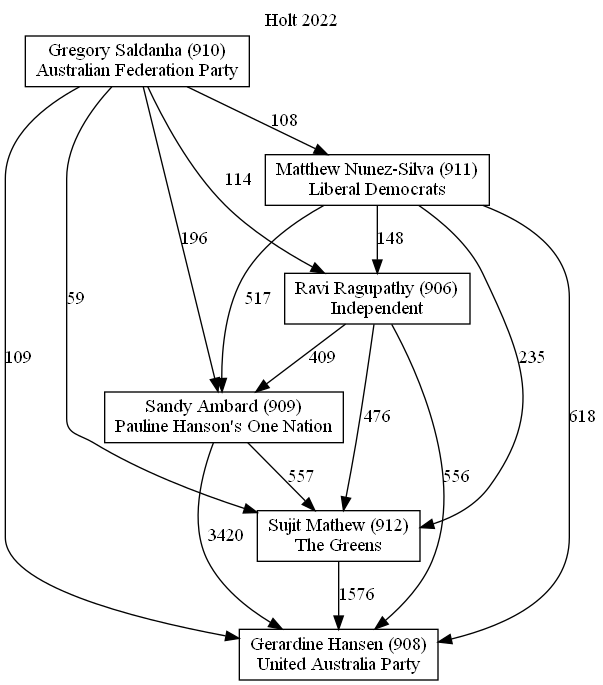 Holt 2022
Gregory Saldanha (910)
Australian Federation Party
108
Matthew Nunez-Silva (911)
Liberal Democrats
114
196
148
Ravi Ragupathy (906)
Independent
59
517
109
409
235
Sandy Ambard (909)
Pauline Hanson's One Nation
476
618
557
556
Sujit Mathew (912)
The Greens
3420
1576
Gerardine Hansen (908)
United Australia Party